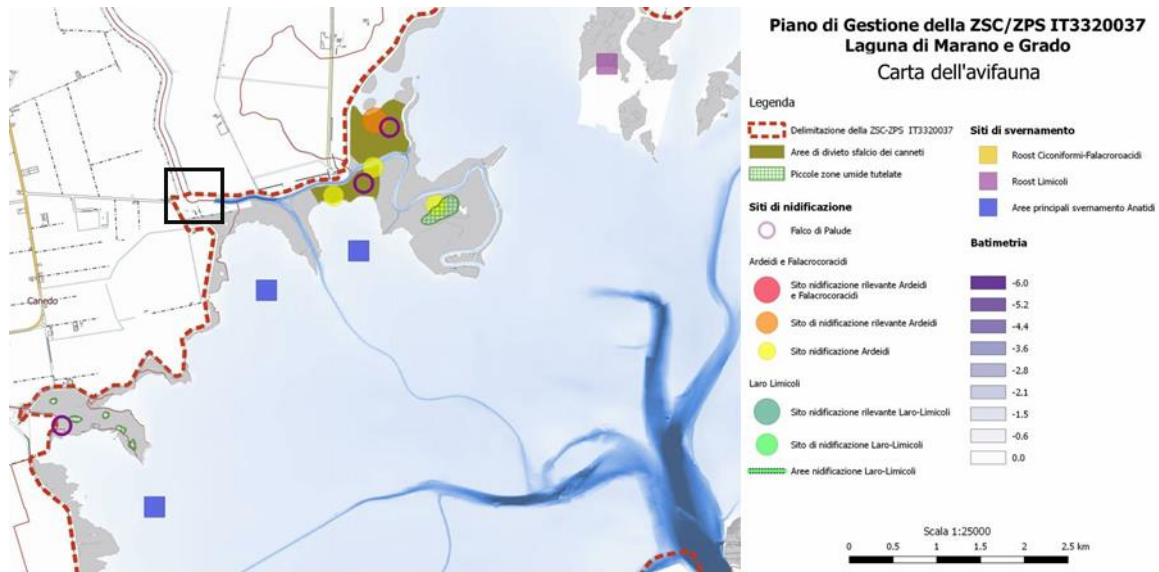 Canedo
Piano di Gestione della ZSC/ZPS IT3320037
Laguna di Marano e Grado
Carta dell'avifauna
Legenda
Delimitazione della ZSC-ZPS IT3320037
Aree di divieto sfalcio dei canneti
Piccole zone umide tutelate
Siti di nidificazione
Falco di Palude
Ardeidi e Falacrocoracidi
Sito nidificazione rilevante Ardeidi
e Falacrocoracidi
Sito di nidificazione rilevante Ardeidi
Sito nidificazione Ardeidi
Laro Limicoli
Sito nidificazione rilevante Laro-Limicoli
Sito di nidificazione Laro-Limicoli
Aree nidificazione Laro-Limicoli
Siti di svernamento
Roost Ciconiformi-Falacroroacidi
Roost Limicoli
Aree principali svernamento Anatidi
Batimetria
-6.0
-5.2
-4.4
-3.6
-2.8
-2.1
-1.5
-0.6
0.0
Scala 1:25000
0 0.5 1 1.5 2 2.5 km